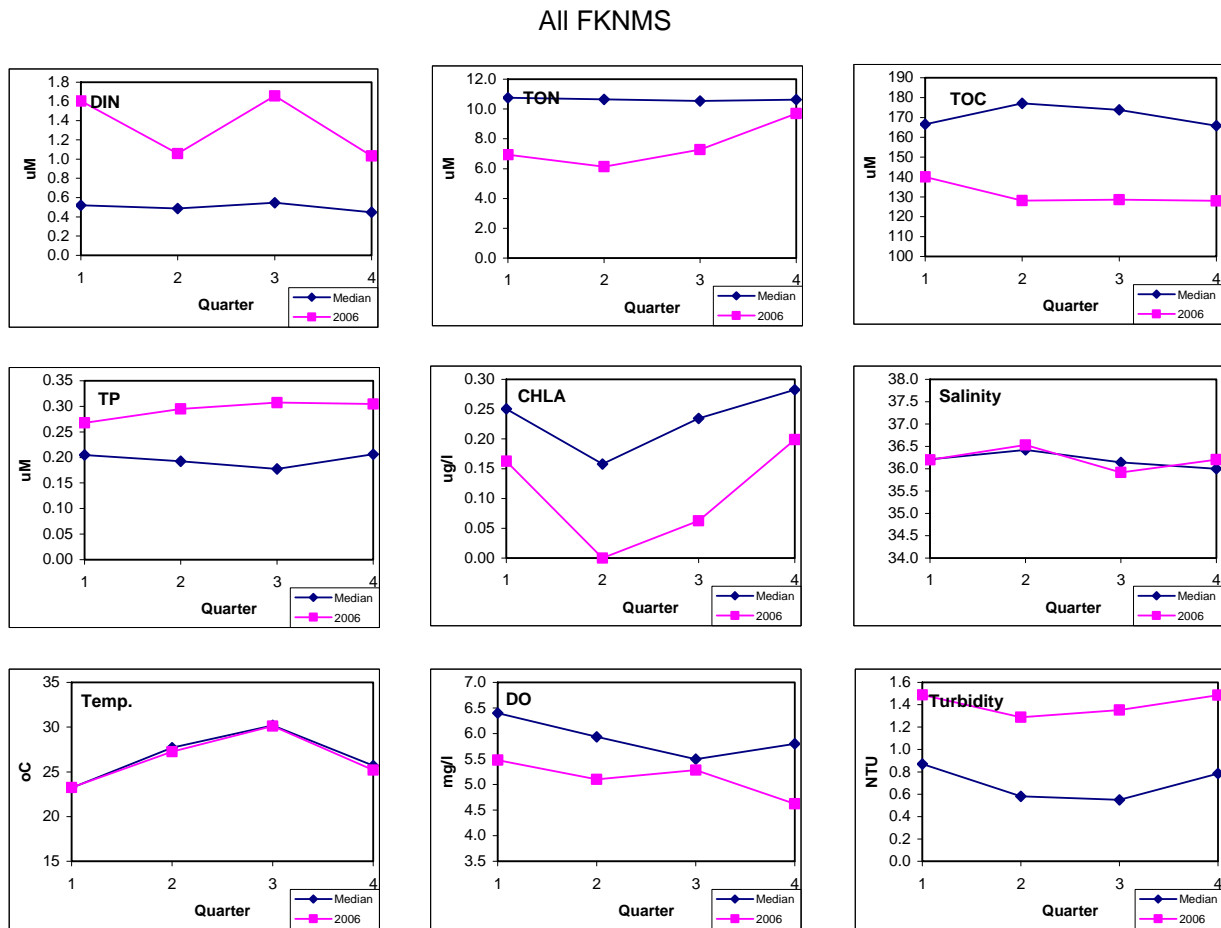 All FKNMS
DIN
1.8
1.6
1.4
1.2
1.0
0.8
0.6
0.4
0.2
0.0
uM
1 2 3 4
Quarter
Median
2006
TON
12.0
10.0
8.0
6.0
4.0
2.0
0.0
uM
1 2 3 4
Quarter
Median
2006
TOC
190
180
170
160
150
140
130
120
110
100
uM
1 2 3 4
Quarter
Median
2006
TP
0.35
0.30
0.25
0.20
0.15
0.10
0.05
0.00
uM
1 2 3 4
Quarter
Median
2006
CHLA
0.30
0.25
0.20
0.15
0.10
0.05
0.00
ug/l
1 2 3 4
Quarter
Median
2006
Salinity
38.0
37.5
37.0
36.5
36.0
35.5
35.0
34.5
34.0
1 2 3 4
Quarter
Median
2006
Temp.
35
30
25
20
15
oC
1 2 3 4
Quarter
Median
2006
DO
7.0
6.5
6.0
5.5
5.0
4.5
4.0
3.5
mg/l
1 2 3 4
Quarter
Median
2006
Turbidity
1.6
1.4
1.2
1.0
0.8
0.6
0.4
0.2
0.0
NTU
1 2 3 4
Quarter
Median
2006